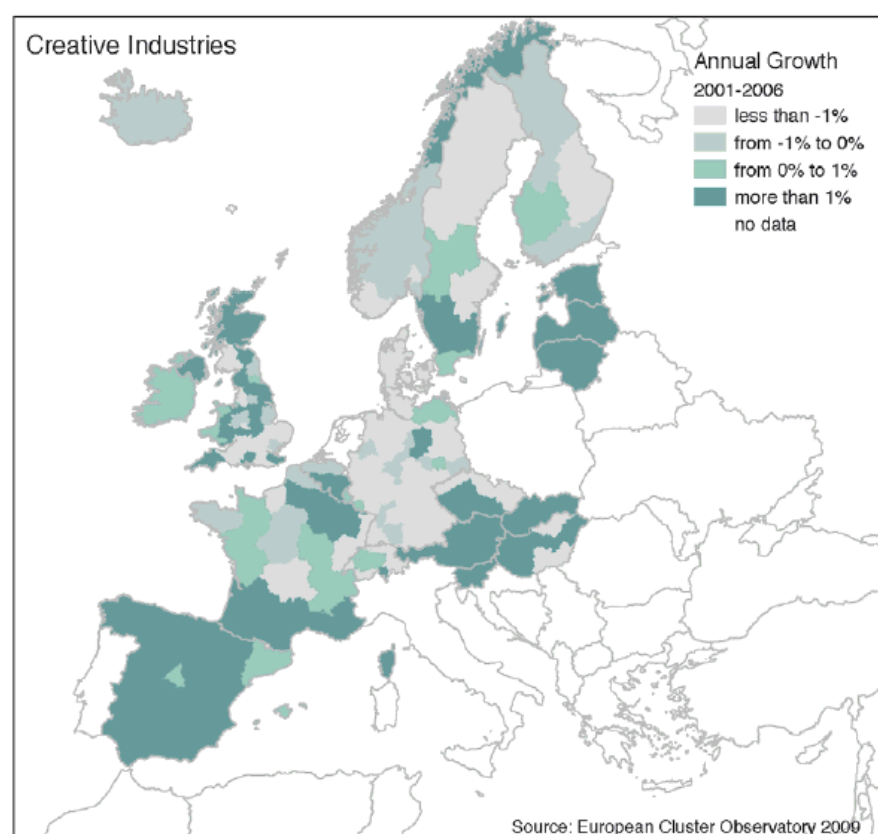 Creative Industries
Annual Growth
2001-2006
less than -1%
from -1% to 0%
from 0% to 1%
more than 1%
no data
Source: European Cluster Observatory 2009